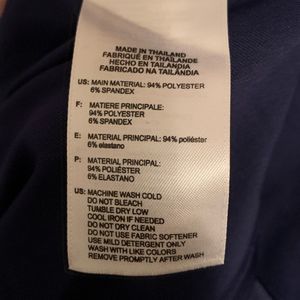 MADE IN THAILAND
FABRIQUÉ EN THAÏLANDE
HECHO EN TAILANDIA
FABRICADO NA TAILÂNDIA
US: MAIN MATERIAL: 94% POLYESTER
6% SPANDEX
F: MATIERE PRINCIPALE:
94% POLYESTER
6% SPANDEX
E: MATERIAL PRINCIPAL: 94% poliéster
6% elastano
P: MATERIAL PRINCIPAL:
94% POLIÉSTER
6% ELASTANO
US: MACHINE WASH COLD
DO NOT BLEACH
TUMBLE DRY LOW
COOL IRON IF NEEDED
DO NOT DRY CLEAN
DO NOT USE FABRIC SOFTENER
USE MILD DETERGENT ONLY
WASH WITH LIKE COLORS
REMOVE PROMPTLY AFTER WASH